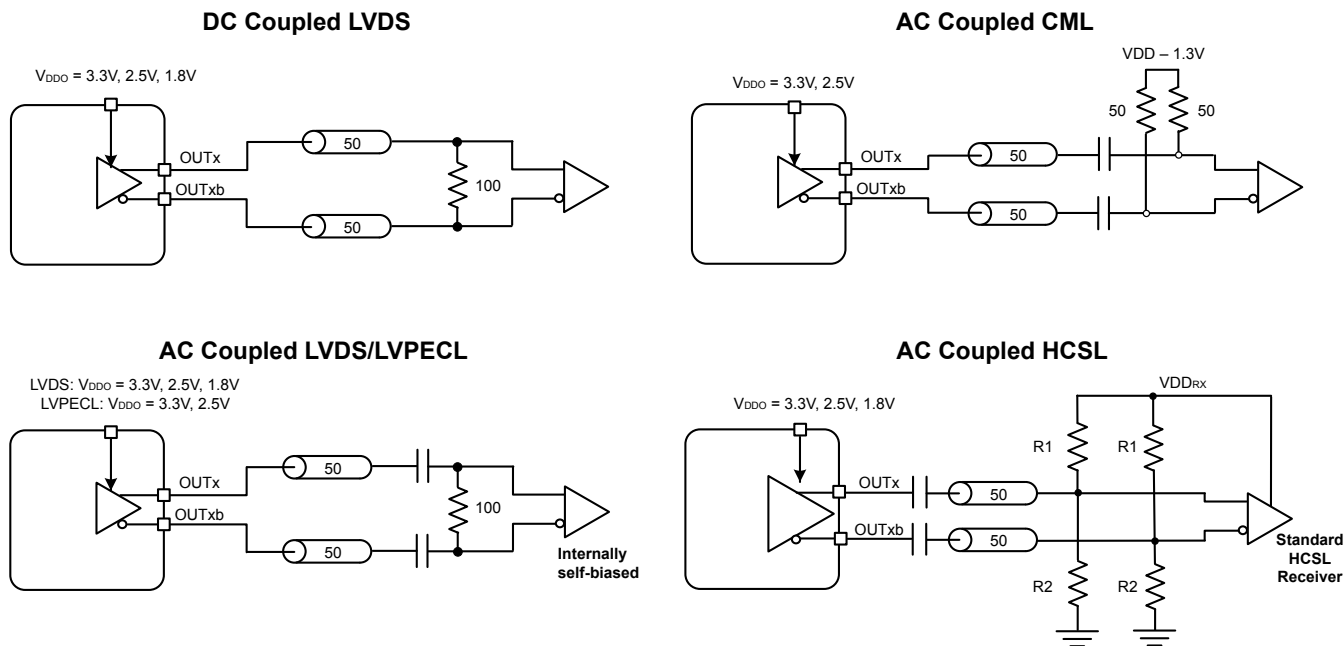 DC Coupled LVDS
VDDO = 3.3V, 2.5V, 1.8V
OUTx
OUTxb
50
50
100
AC Coupled CML
VDD – 1.3V
VDDO = 3.3V, 2.5V
50
50
OUTx
OUTxb
50
50
AC Coupled LVDS/LVPECL
LVDS: VDDO = 3.3V, 2.5V, 1.8V
LVPECL: VDDO = 3.3V, 2.5V
OUTx
OUTxb
50
50
100
Internally
self-biased
AC Coupled HCSL
VDDRX
VDDO = 3.3V, 2.5V, 1.8V
R1
R1
OUTx
OUTxb
50
50
R2
R2
Standard
HCSL
Receiver